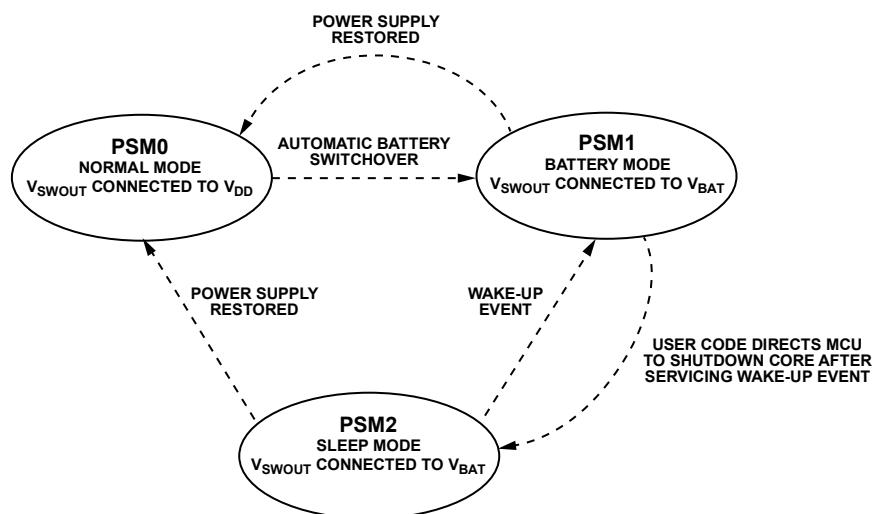 POWER SUPPLY
RESTORED
PSM0
NORMAL MODE
VSWOUT CONNECTED TO VDD
AUTOMATIC BATTERY
SWITCHOVER
PSM1
BATTERY MODE
VSWOUT CONNECTED TO VBAT
POWER SUPPLY
RESTORED
WAKE-UP
EVENT
USER CODE DIRECTS MCU
TO SHUTDOWN CORE AFTER
SERVICING WAKE-UP EVENT
PSM2
SLEEP MODE
VSWOUT CONNECTED TO VBAT